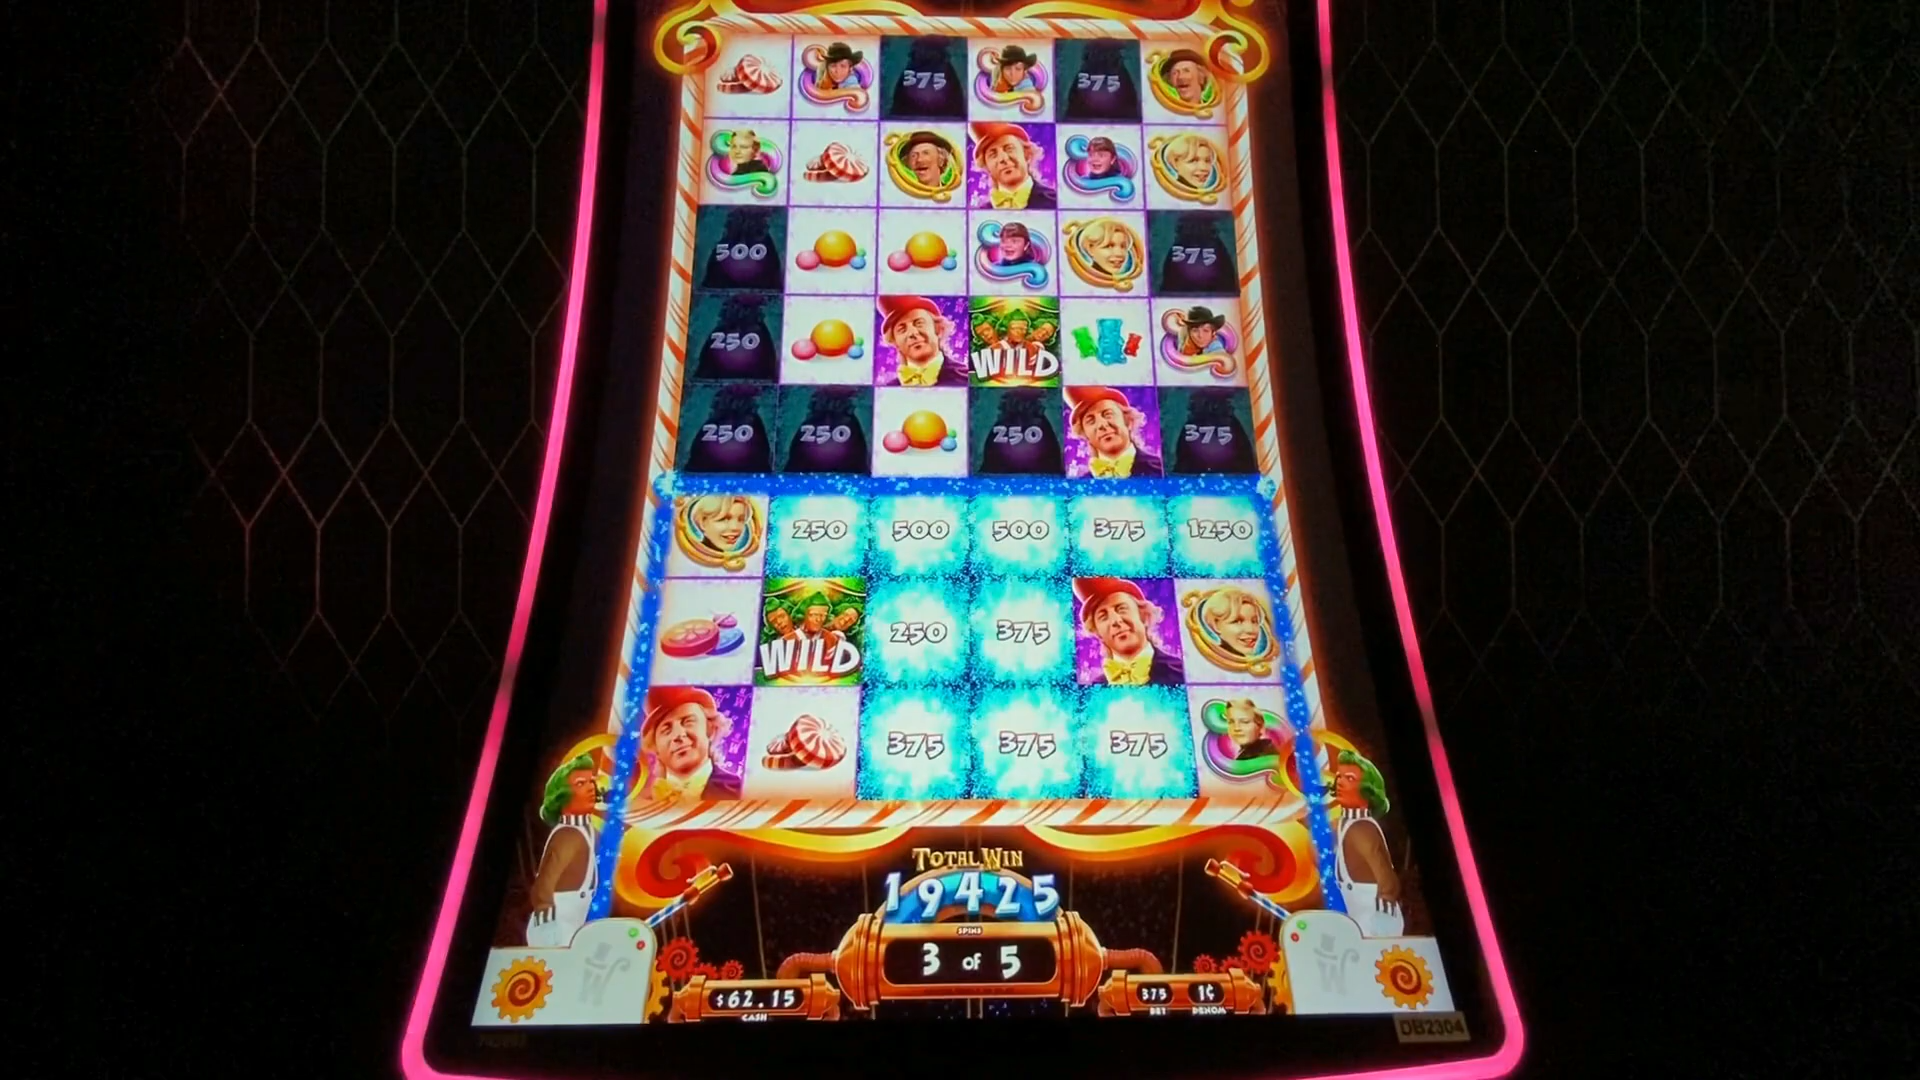 375 375
500 375
250 WILD
250 250 250 375
250 500 500 375 1250
WILD 250 375
375 375 375
TOTAL WIN
19425
SPINS
3 OF 5
$62.15
CASH
375 1¢
BET DENOM
DB2304